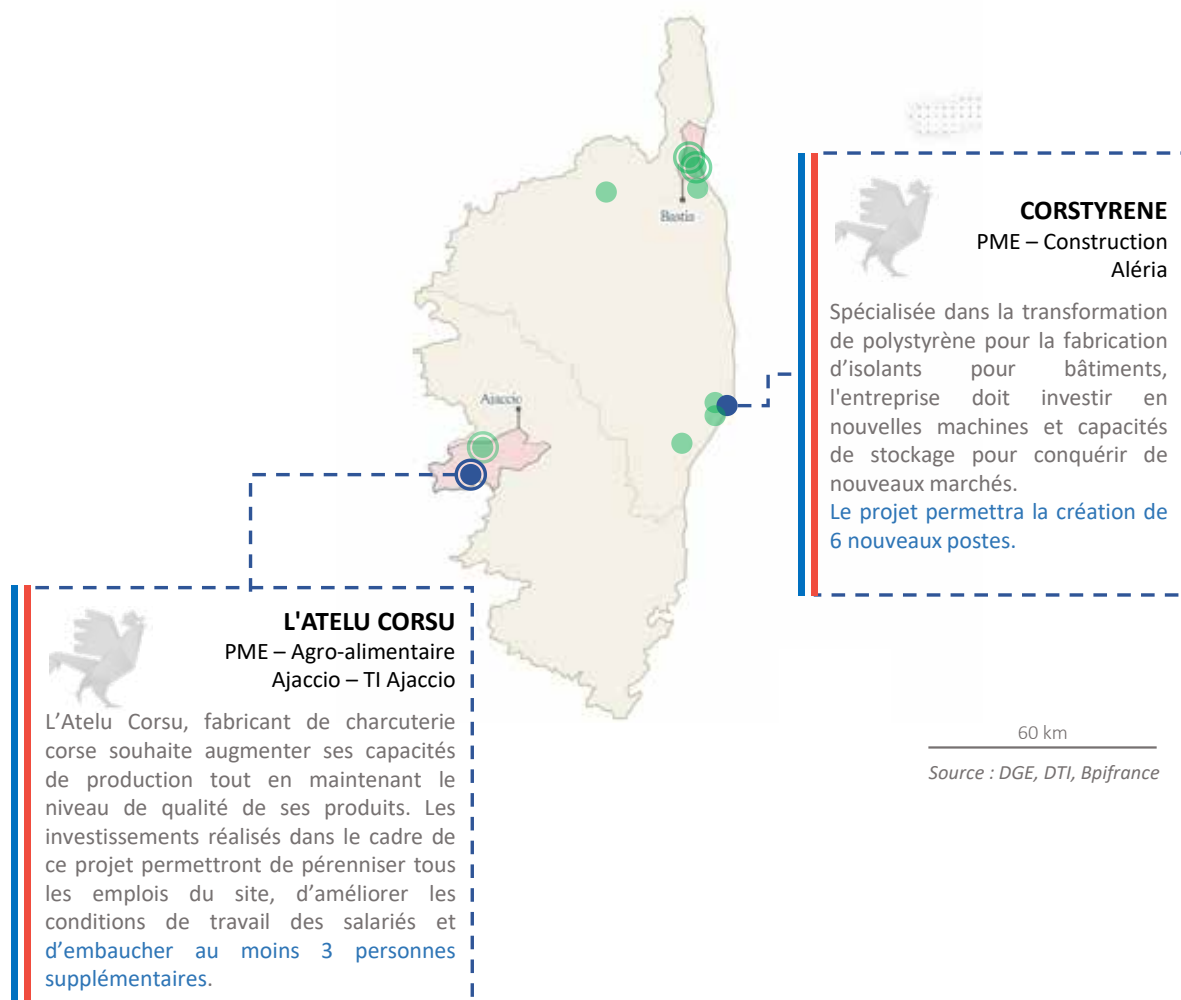 Bastia
Ajaccio
CORSTYRENE
PME – Construction
Aléria
Spécialisée dans la transformation
de polystyrène pour la fabrication
d'isolants pour bâtiments,
l'entreprise doit investir en
nouvelles machines et capacités
de stockage pour conquérir de
nouveaux marchés.
Le projet permettra la création de
6 nouveaux postes.
L'ATELU CORSU
PME – Agro-alimentaire
Ajaccio – TI Ajaccio
L’Atelu Corsu, fabricant de charcuterie
corse souhaite augmenter ses capacités
de production tout en maintenant le
niveau de qualité de ses produits. Les
investissements réalisés dans le cadre de
ce projet permettront de pérenniser tous
les emplois du site, d’améliorer les
conditions de travail des salariés et
d’embaucher au moins 3 personnes
supplémentaires.
60 km
Source : DGE, DTI, Bpifrance